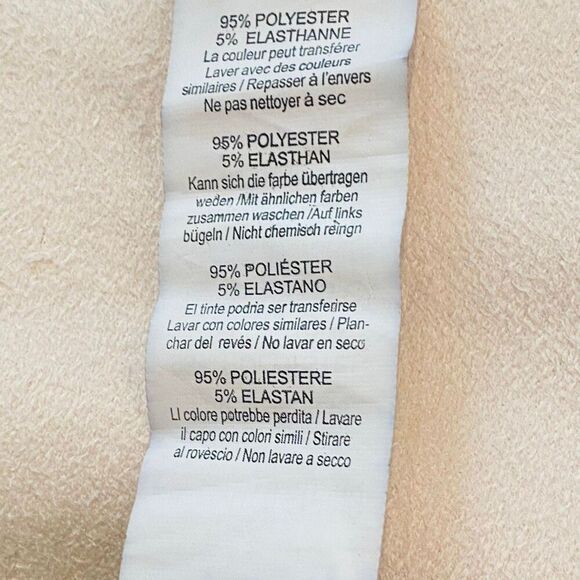 95% POLYESTER
5% ELASTHANNE
La couleur peut transférer
Laver avec des couleurs
similaires / Repasser à l'envers
Ne pas nettoyer à sec
95% POLYESTER
5% ELASTHAN
Kann sich die farbe übertragen
weden /Mit ähnlichen farben
zusammen waschen /Auf links
bügeln / Nicht chemisch reingn
95% POLIÉSTER
5% ELASTANO
El tinte podria ser transferirse
Lavar con colores similares / Plan-
char del revés / No lavar en seco
95% POLIESTERE
5% ELASTAN
LI colore potrebbe perdita / Lavare
il capo con colori simili / Stirare
al rovescio / Non lavare a secco